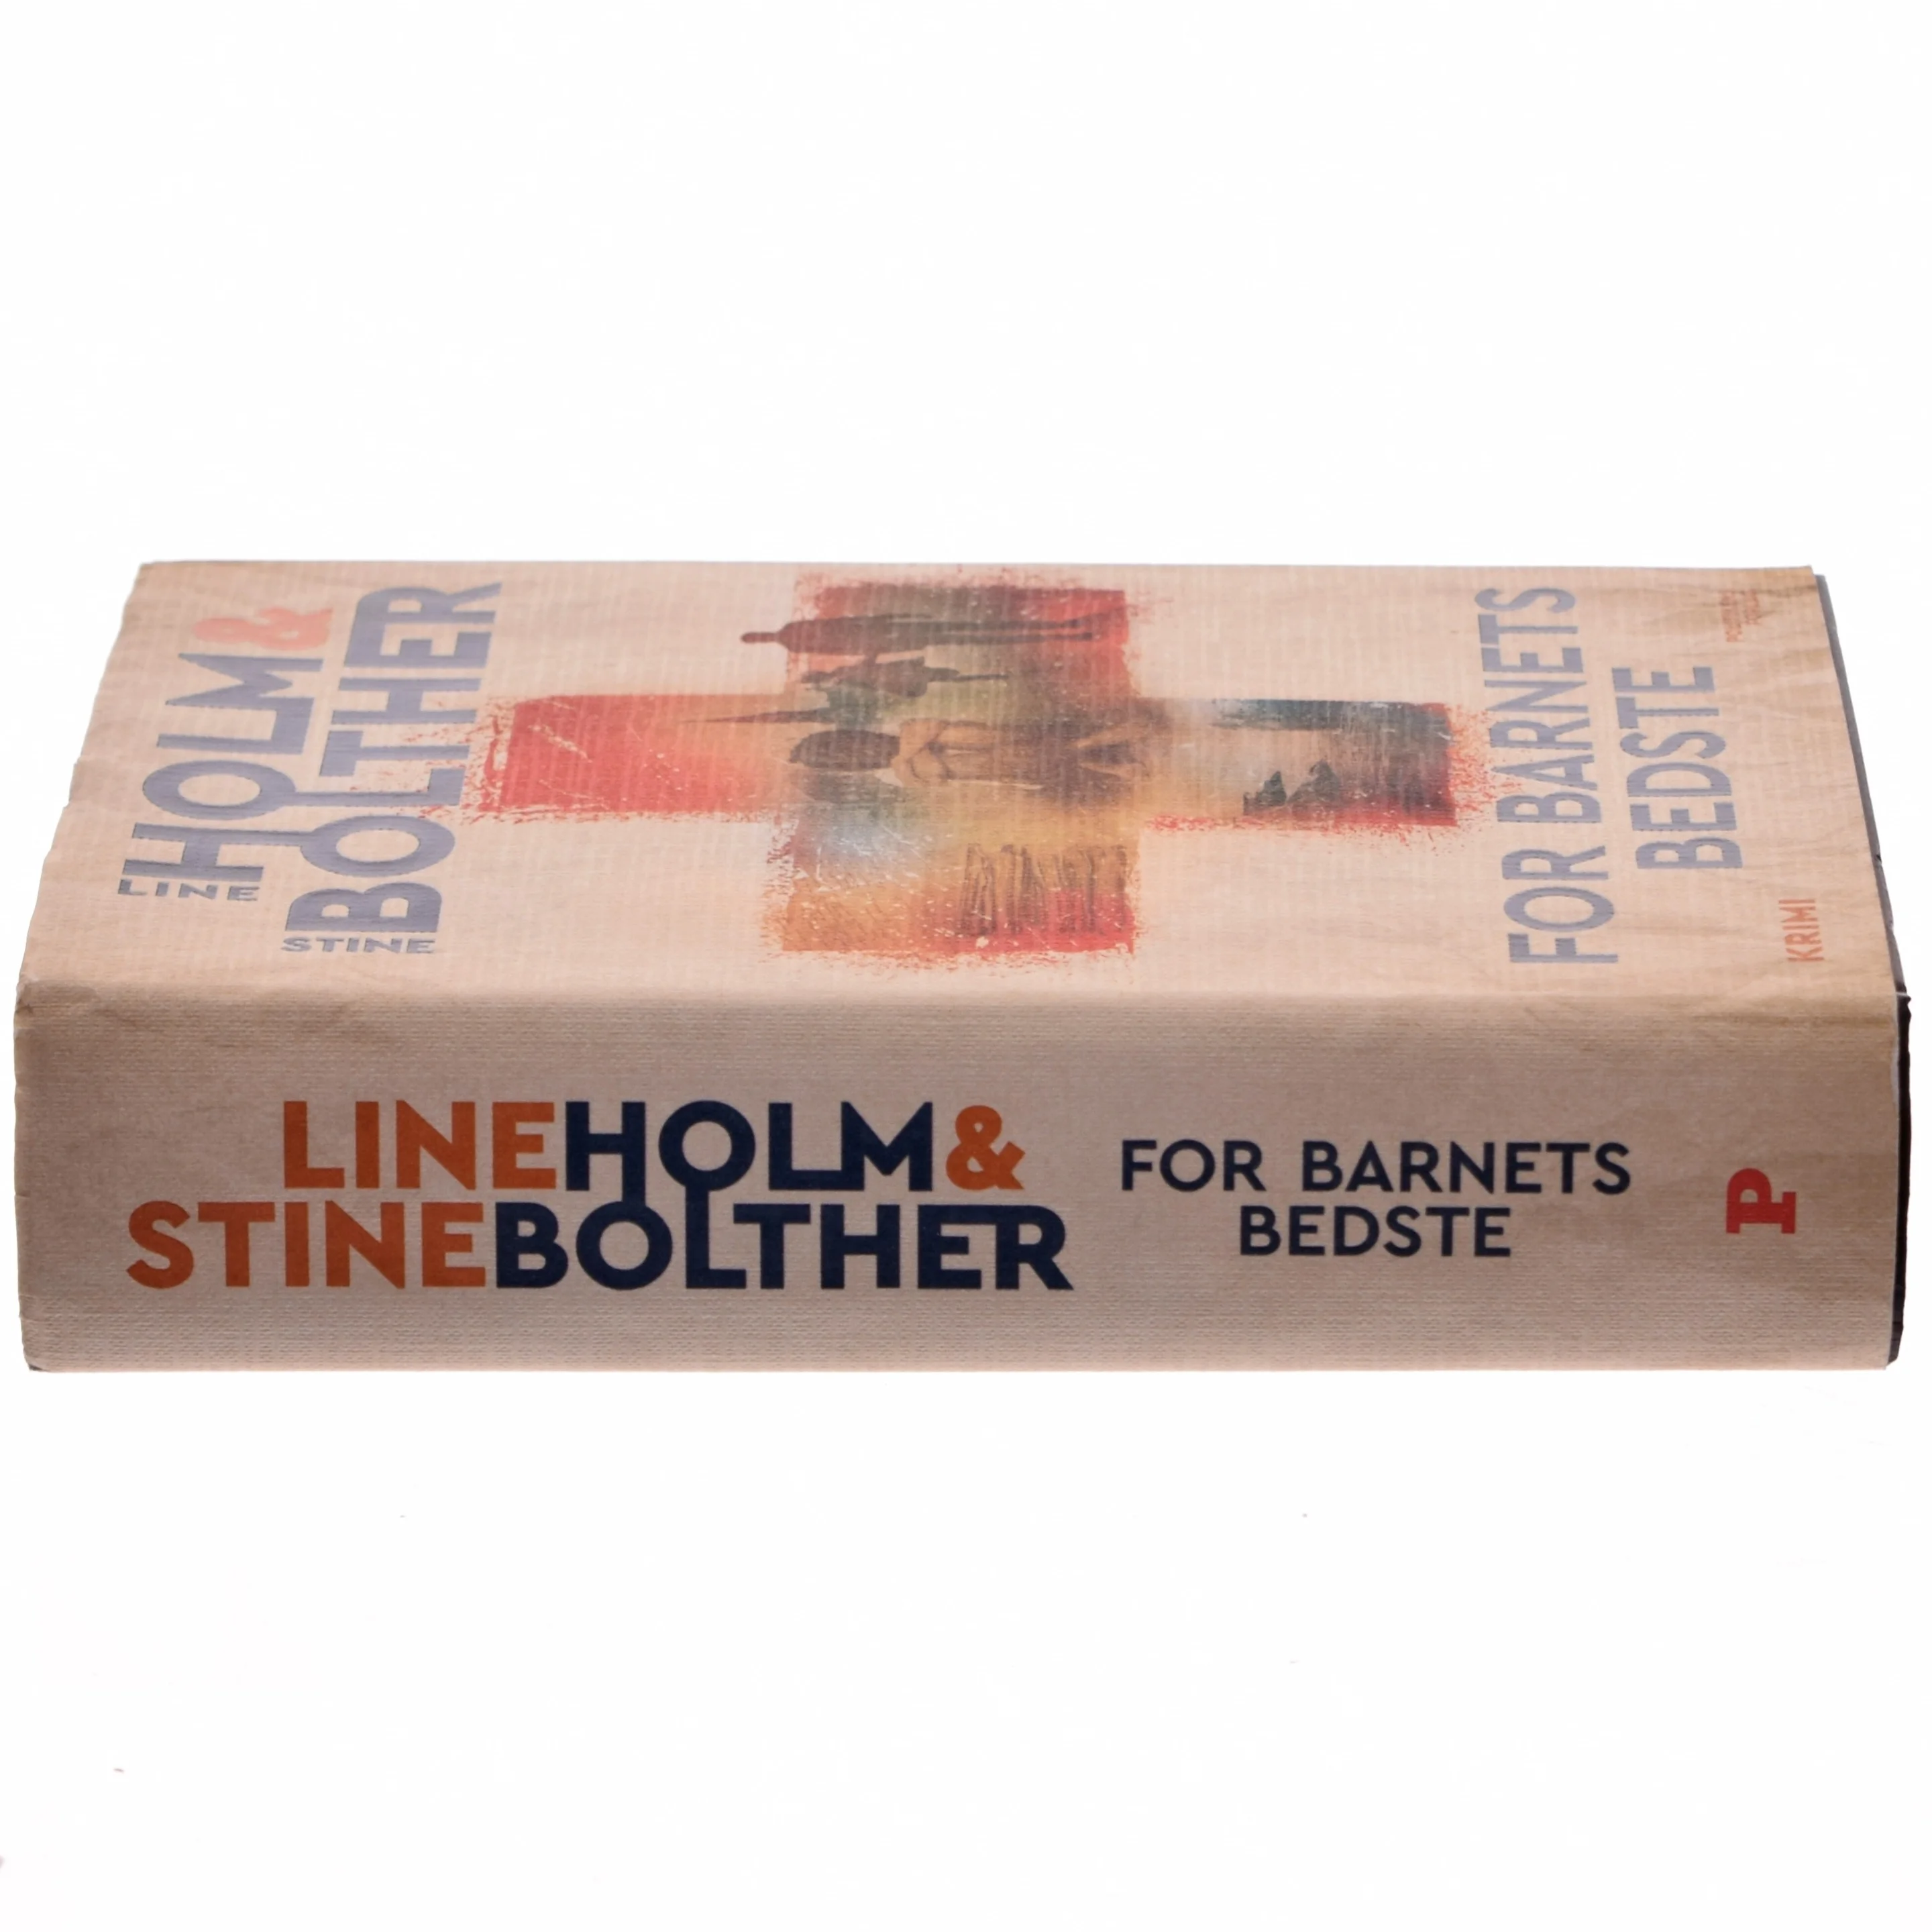 LINE HOLM &
STINE BOLTHER
FOR BARNETS
BEDSTE
KRIMI
LINEHOLM&
STINEBOLTHER
FOR BARNETS
BEDSTE
P